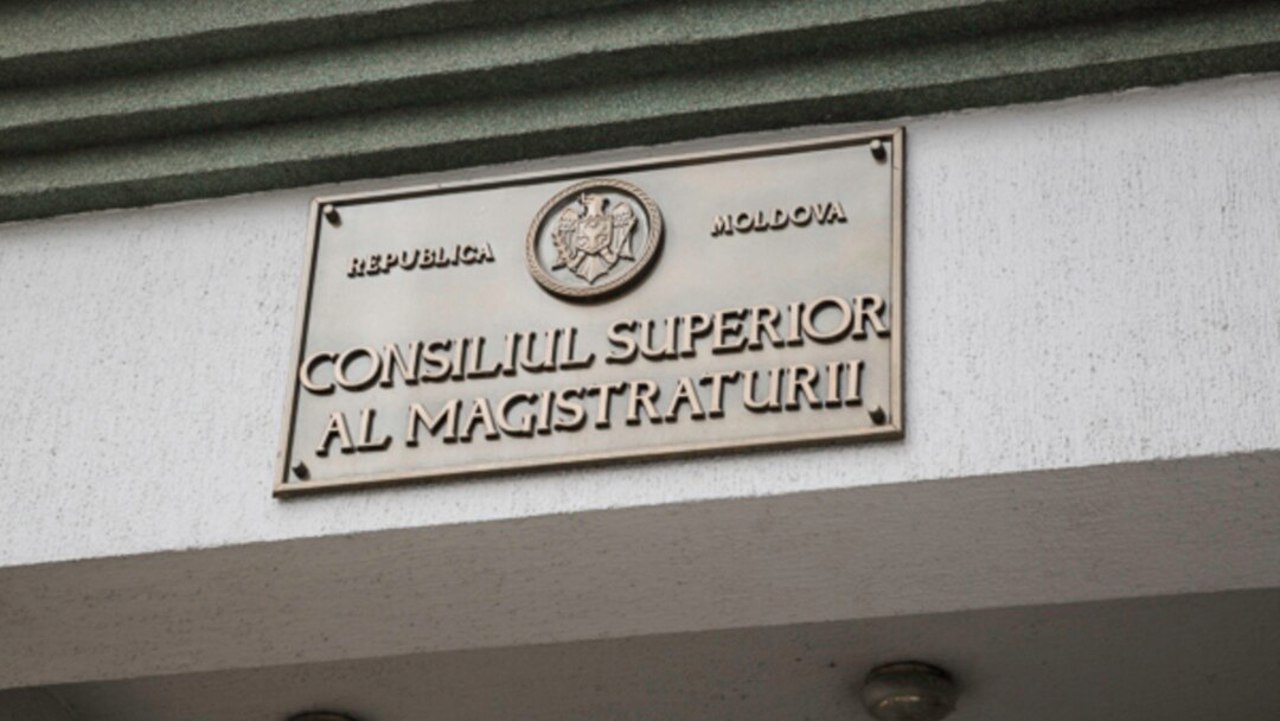 REPUBLICA MOLDOVA
CONSILIUL SUPERIOR
AL MAGISTRATURII